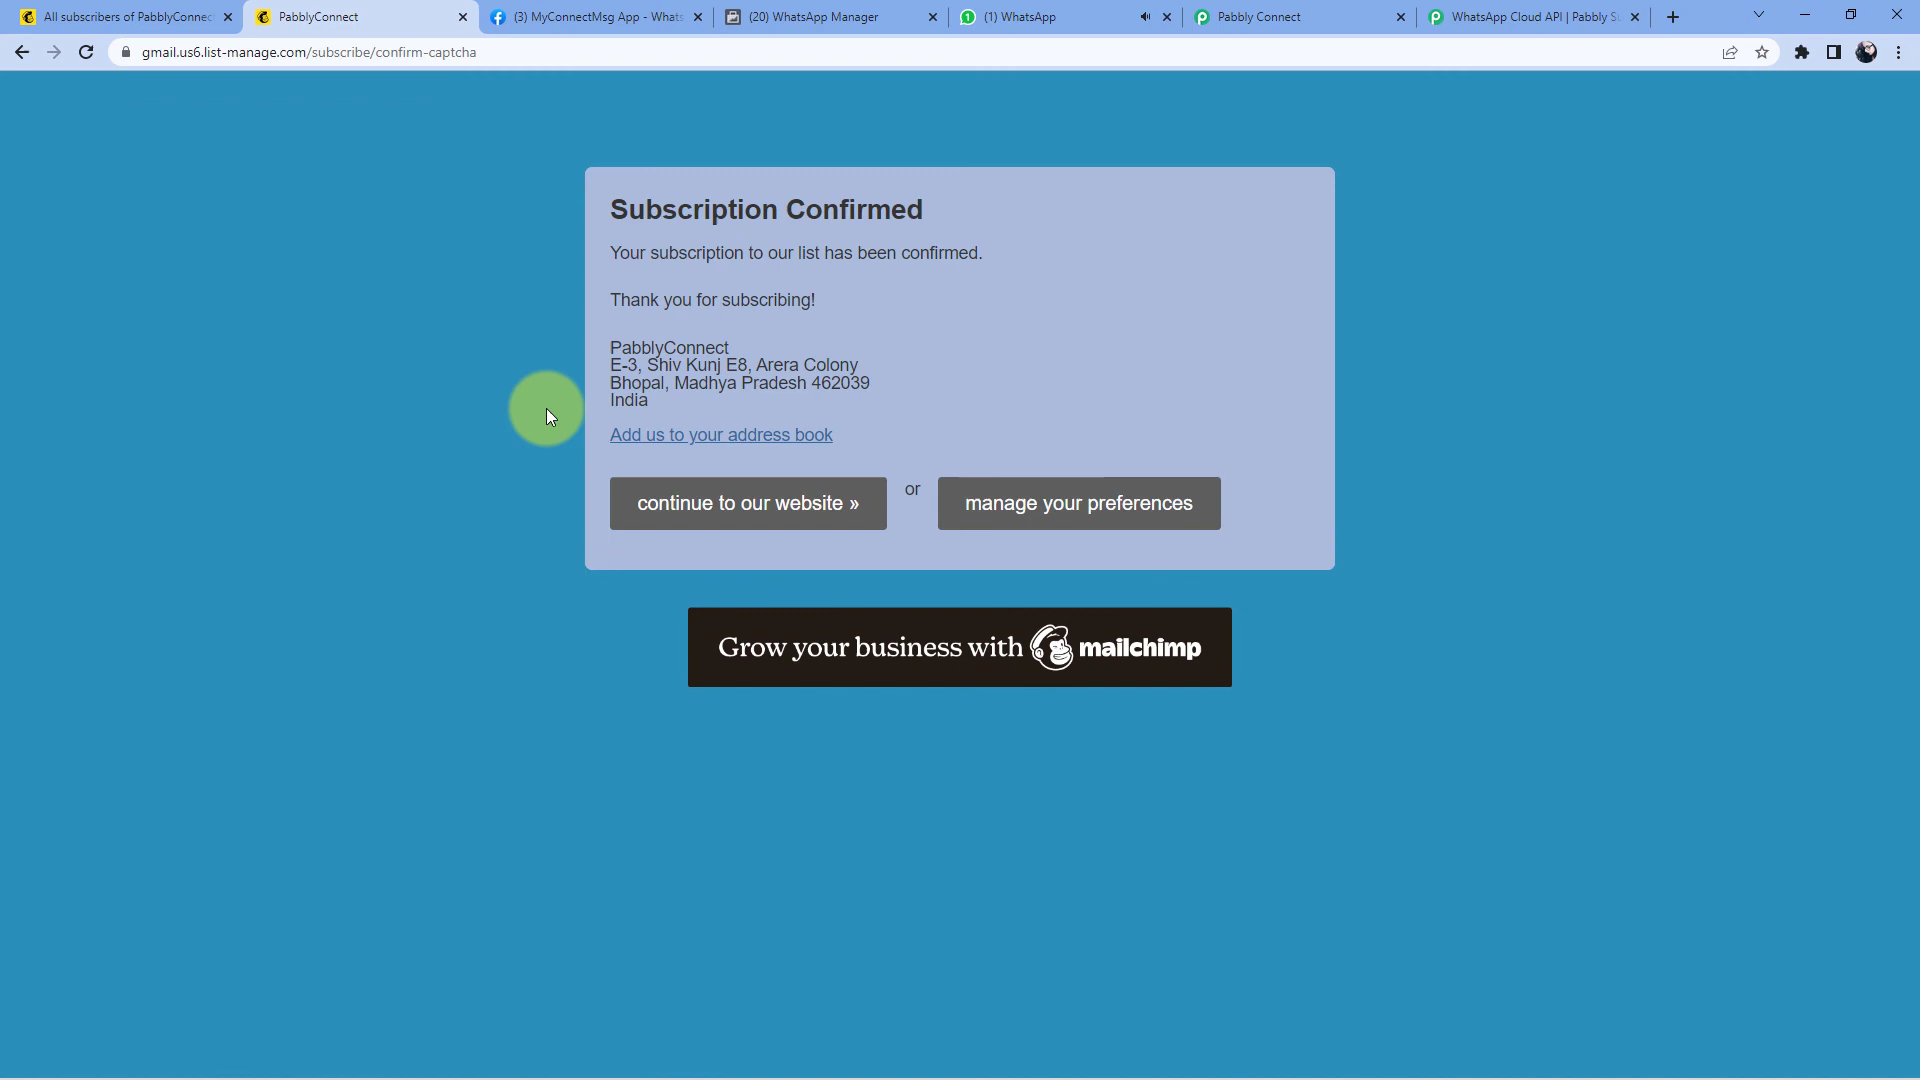 All subscribers of PabblyConnec
PabblyConnect
(3) MyConnectMsg App - Whats
(20) WhatsApp Manager
(1) WhatsApp
Pabbly Connect
WhatsApp Cloud API | Pabbly Su
gmail.us6.list-manage.com/subscribe/confirm-captcha
Subscription Confirmed
Your subscription to our list has been confirmed.
Thank you for subscribing!
PabblyConnect
E-3, Shiv Kunj E8, Arera Colony
Bhopal, Madhya Pradesh 462039
India
Add us to your address book
continue to our website »
or
manage your preferences
Grow your business with mailchimp